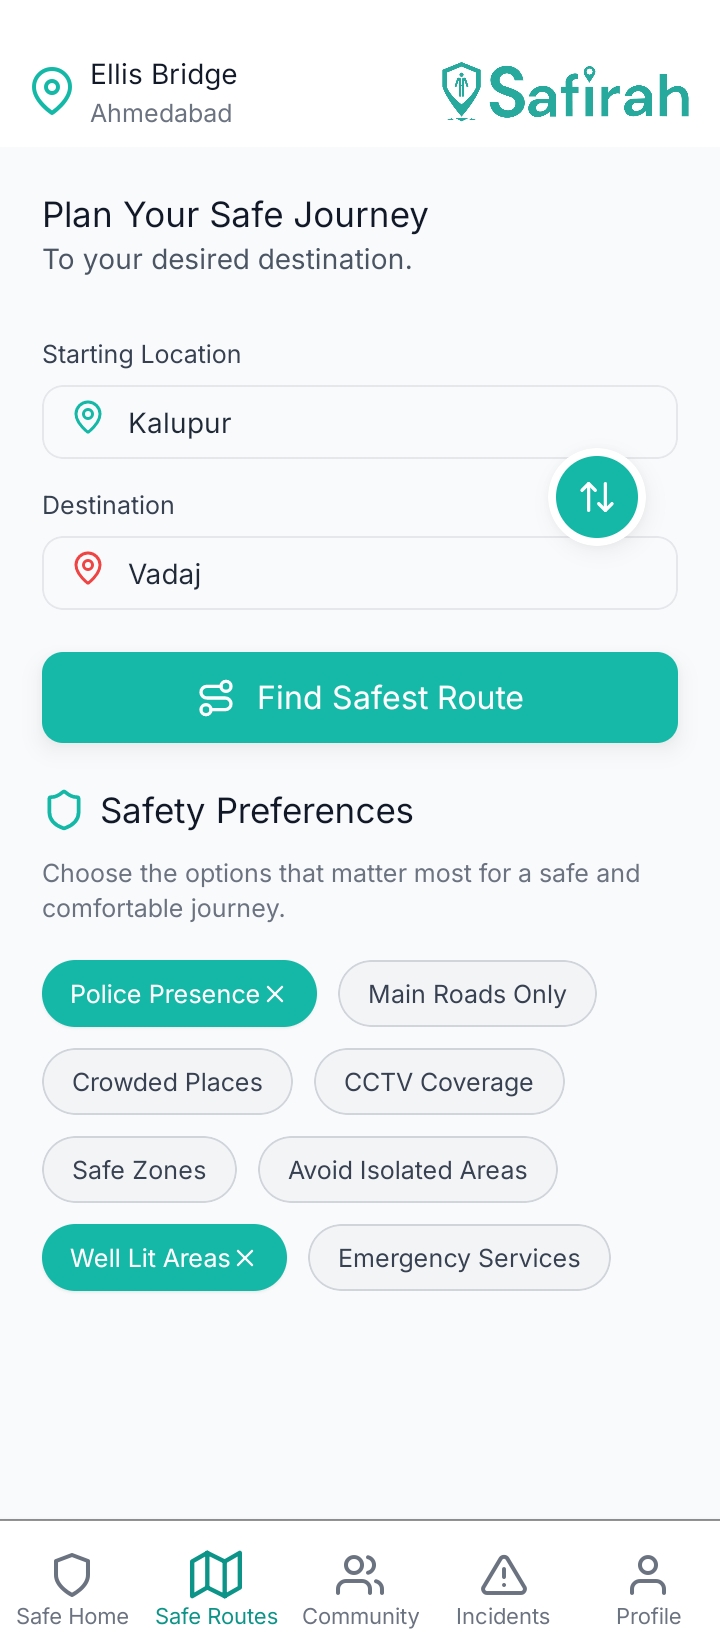 Ellis Bridge
Ahmedabad
Safirah
Plan Your Safe Journey
To your desired destination.
Starting Location
Kalupur
Destination
Vadaj
Find Safest Route
Safety Preferences
Choose the options that matter most for a safe and
comfortable journey.
Police Presence
Main Roads Only
Crowded Places
CCTV Coverage
Safe Zones
Avoid Isolated Areas
Well Lit Areas
Emergency Services
Safe Home
Safe Routes
Community
Incidents
Profile